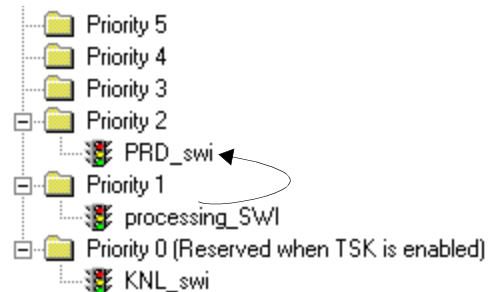 Priority 5
Priority 4
Priority 3
Priority 2
PRD_swi
Priority 1
processing_SWI
Priority 0 (Reserved when TSK is enabled)
KNL_swi